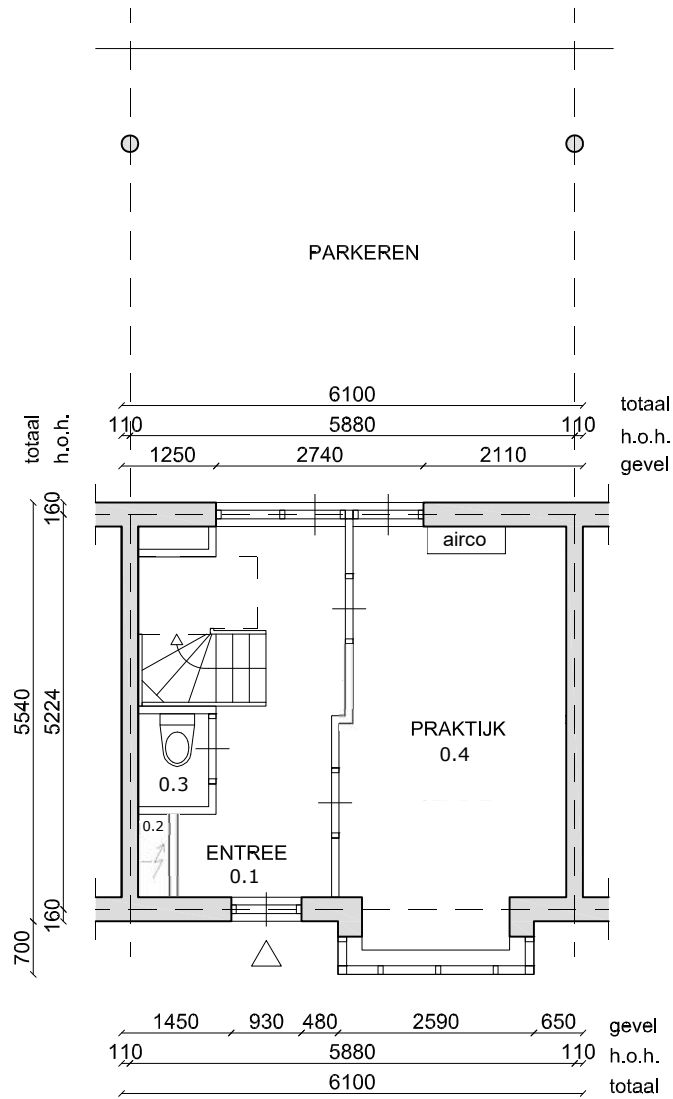 PARKEREN
6100 totaal
110 5880 110 h.o.h.
1250 2740 2110 gevel
totaal
h.o.h.
160
airco
5540
5224
PRAKTIJK
0.4
0.3
0.2
ENTREE
0.1
160
700
1450 930 480 2590 650 gevel
110 5880 110 h.o.h.
6100 totaal